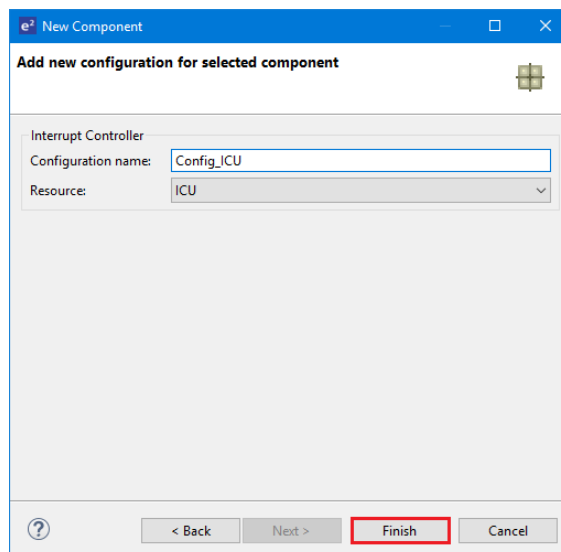 e² New Component
Add new configuration for selected component
Interrupt Controller
Configuration name: Config_ICU
Resource: ICU
? < Back Next > Finish Cancel